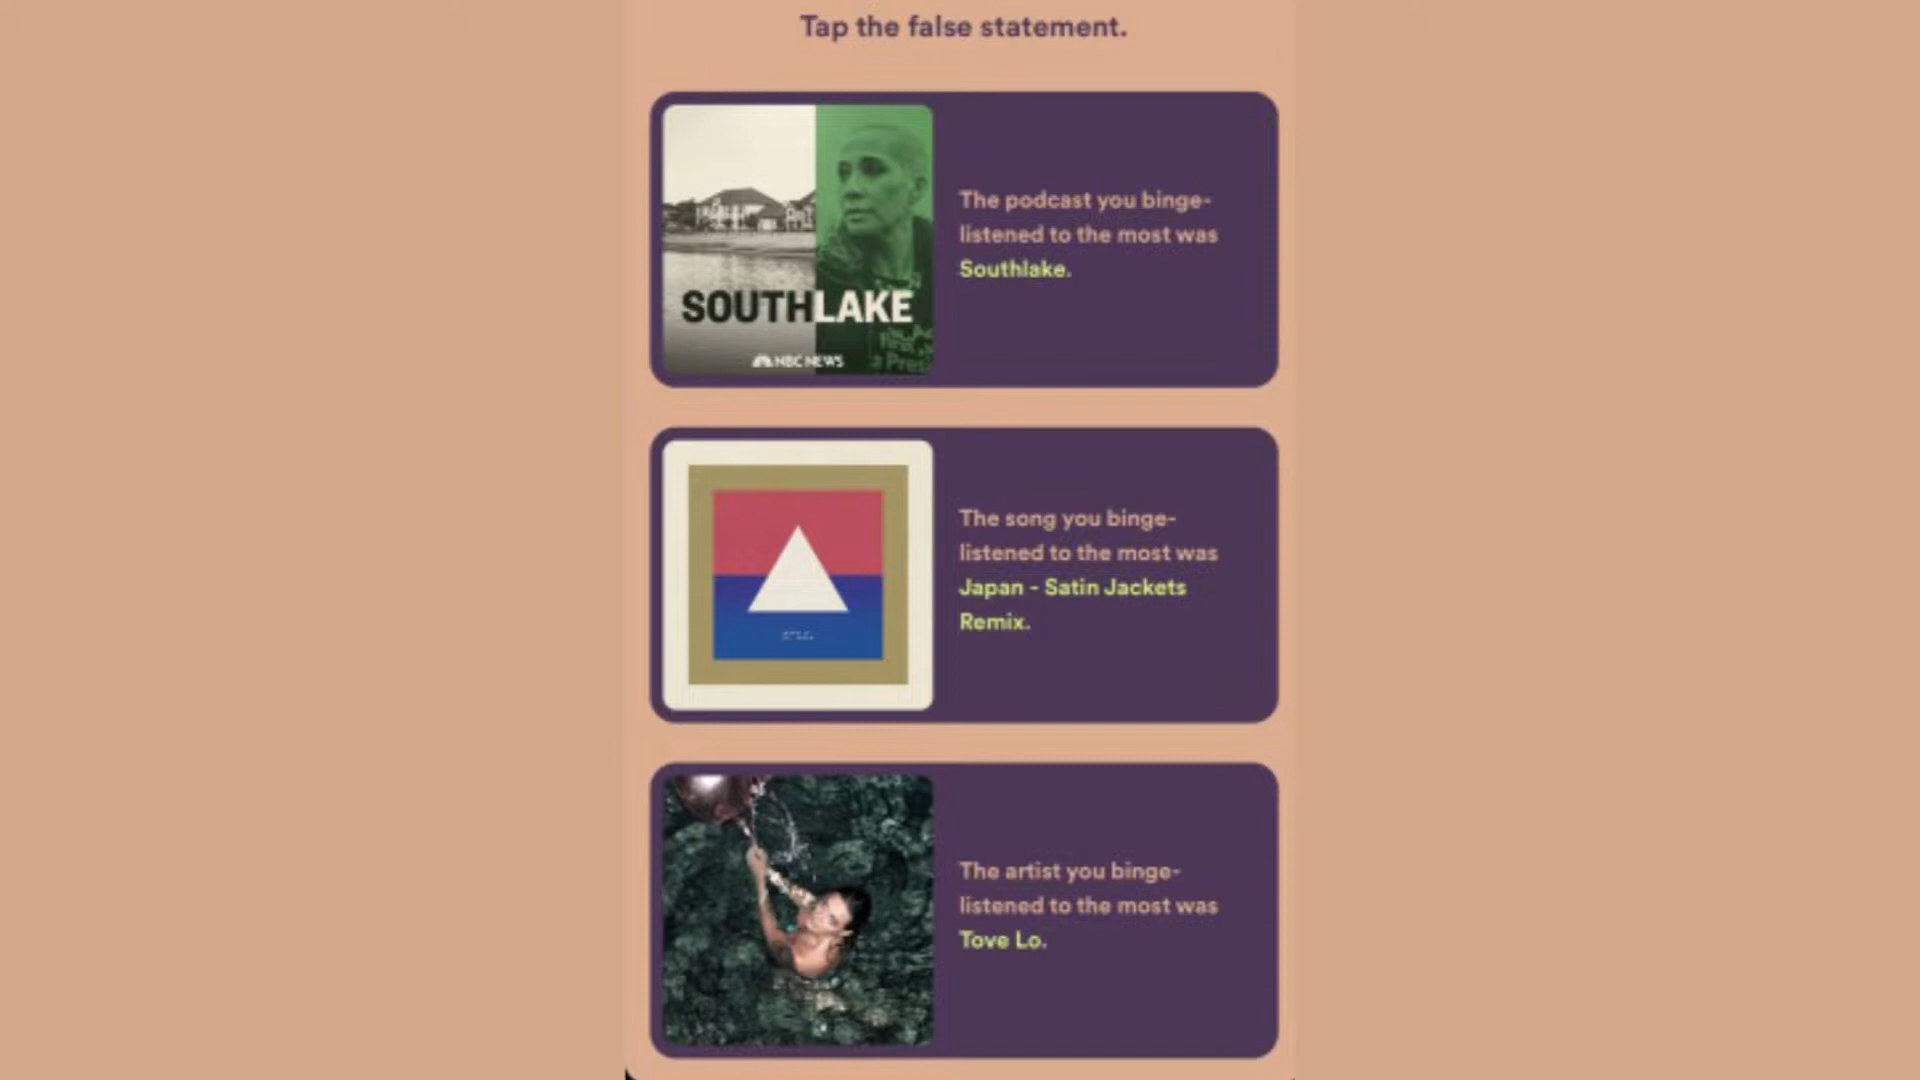 Tap the false statement.
SOUTHLAKE
NBC NEWS
The podcast you binge-
listened to the most was
Southlake.
The song you binge-
listened to the most was
Japan - Satin Jackets
Remix.
The artist you binge-
listened to the most was
Tove Lo.